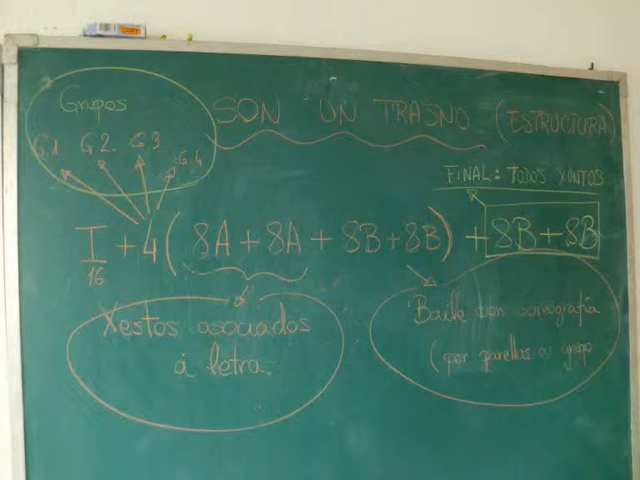 Grupos
SON UN TRASNO (ESTRUCTURA)
G.1 G.2. G.3 G.4
FINAL: TODOS XUNTOS
I + 4 ( 8A + 8A + 8B + 8B ) + 8B + 8B
16
Xestos asociados
á letra.
Baile con coreografía
(por parellas ou grupo